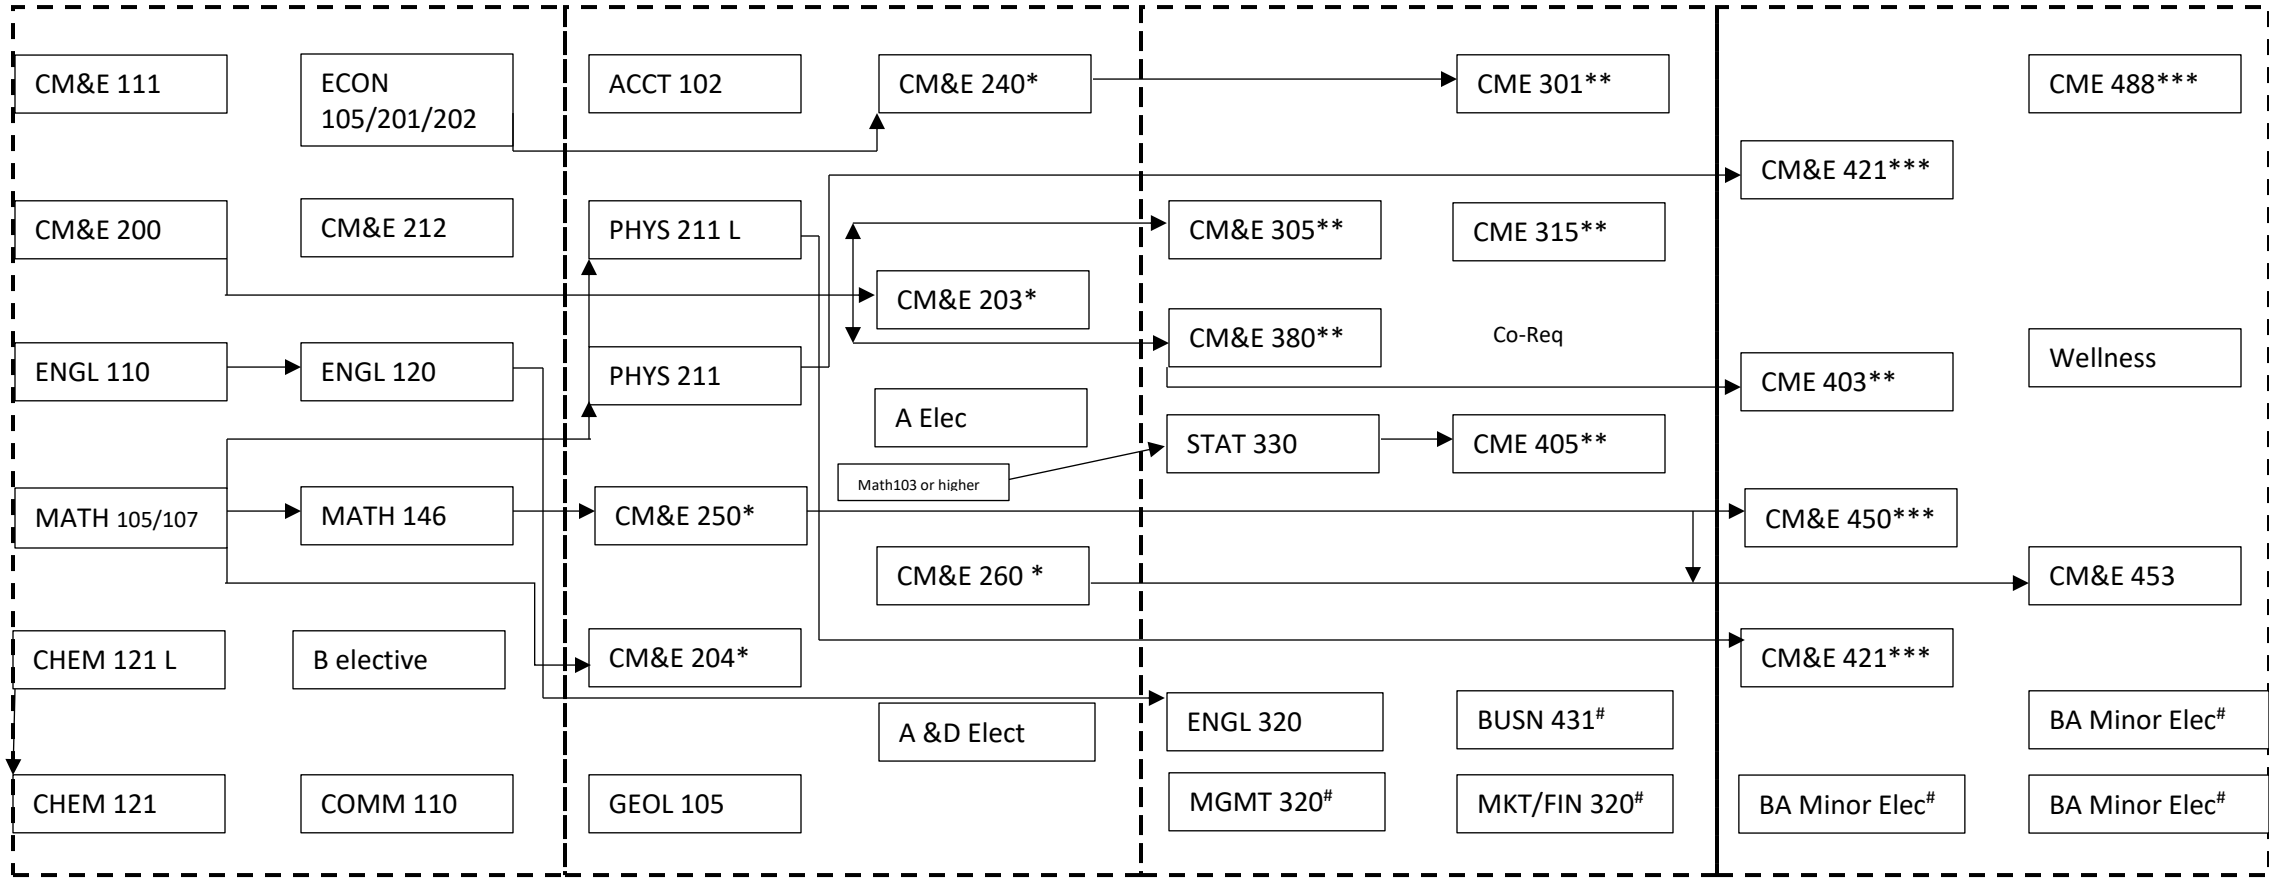 CM&E 111
ECON
105/201/202
ACCT 102
CM&E 240*
CME 301**
CME 488***
CM&E 421***
CM&E 200
CM&E 212
PHYS 211 L
CM&E 305**
CME 315**
CM&E 203*
CM&E 380**
Co-Req
ENGL 110
ENGL 120
PHYS 211
CME 403**
Wellness
A Elec
STAT 330
CME 405**
Math103 or higher
MATH 105/107
MATH 146
CM&E 250*
CM&E 450***
CM&E 260 *
CM&E 453
CHEM 121 L
B elective
CM&E 204*
CM&E 421***
A &D Elect
ENGL 320
BUSN 431#
BA Minor Elec#
CHEM 121
COMM 110
GEOL 105
MGMT 320#
MKT/FIN 320#
BA Minor Elec#
BA Minor Elec#